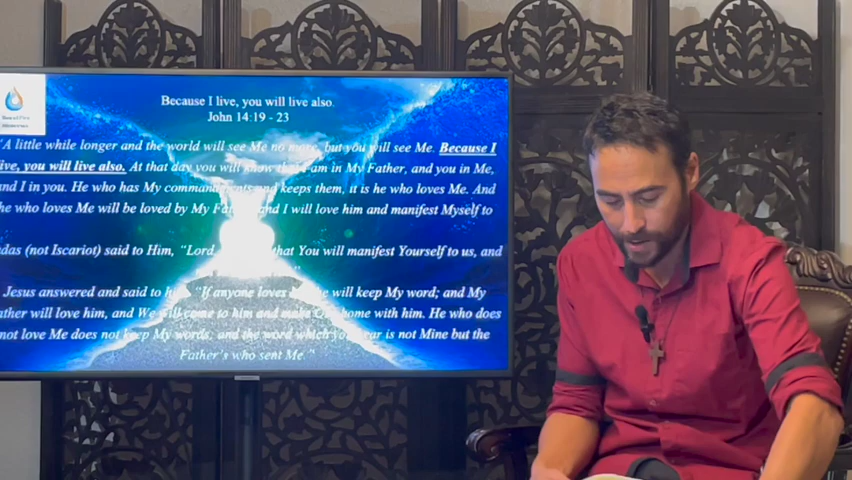 Because I live, you will live also.
John 14:19 - 23
"A little while longer and the world will see Me no more, but you will see Me. Because I
live, you will live also. At that day you will know that I am in My Father, and you in Me,
and I in you. He who has My commandments and keeps them, it is he who loves Me. And
he who loves Me will be loved by My Father, and I will love him and manifest Myself to
das (not Iscariot) said to Him, "Lord, that You will manifest Yourself to us, and
Jesus answered and said to him, "If anyone loves he will keep My word; and My
ather will love him, and We will come to him and make Our home with him. He who does
not love Me does not keep My words; and the word which you hear is not Mine but the
Father's who sent Me."